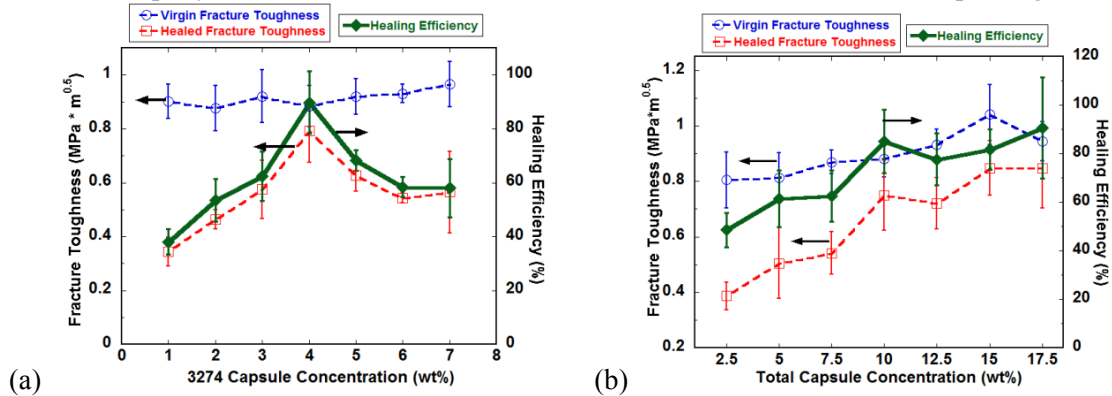 Virgin Fracture Toughness
Healed Fracture Toughness
Healing Efficiency
Fracture Toughness (MPa * m0.5)
1
0.8
0.6
0.4
0.2
0
100
80
60
40
20
0
Healing Efficiency (%)
0 1 2 3 4 5 6 7 8
3274 Capsule Concentration (wt%)
(a)
Virgin Fracture Toughness
Healed Fracture Toughness
Healing Efficiency
Fracture Toughness (MPa*m0.5)
1.2
1
0.8
0.6
0.4
0.2
120
100
80
60
40
20
0
Healing Efficiency (%)
2.5 5 7.5 10 12.5 15 17.5
Total Capsule Concentration (wt%)
(b)